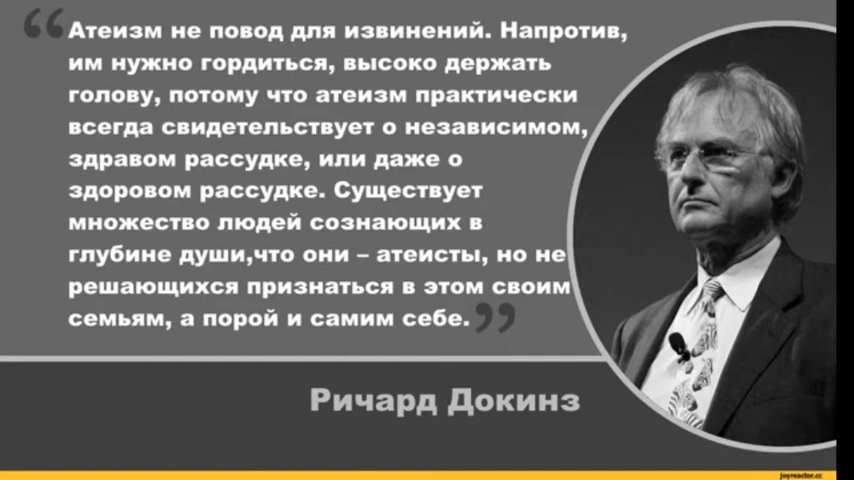 Атеизм не повод для извинений. Напротив,
им нужно гордиться, высоко держать
голову, потому что атеизм практически
всегда свидетельствует о независимом,
здравом рассудке, или даже о
здоровом рассудке. Существует
множество людей сознающих в
глубине души,что они – атеисты, но не
решающихся признаться в этом своим
семьям, а порой и самим себе.
Ричард Докинз
joyreactor.cc